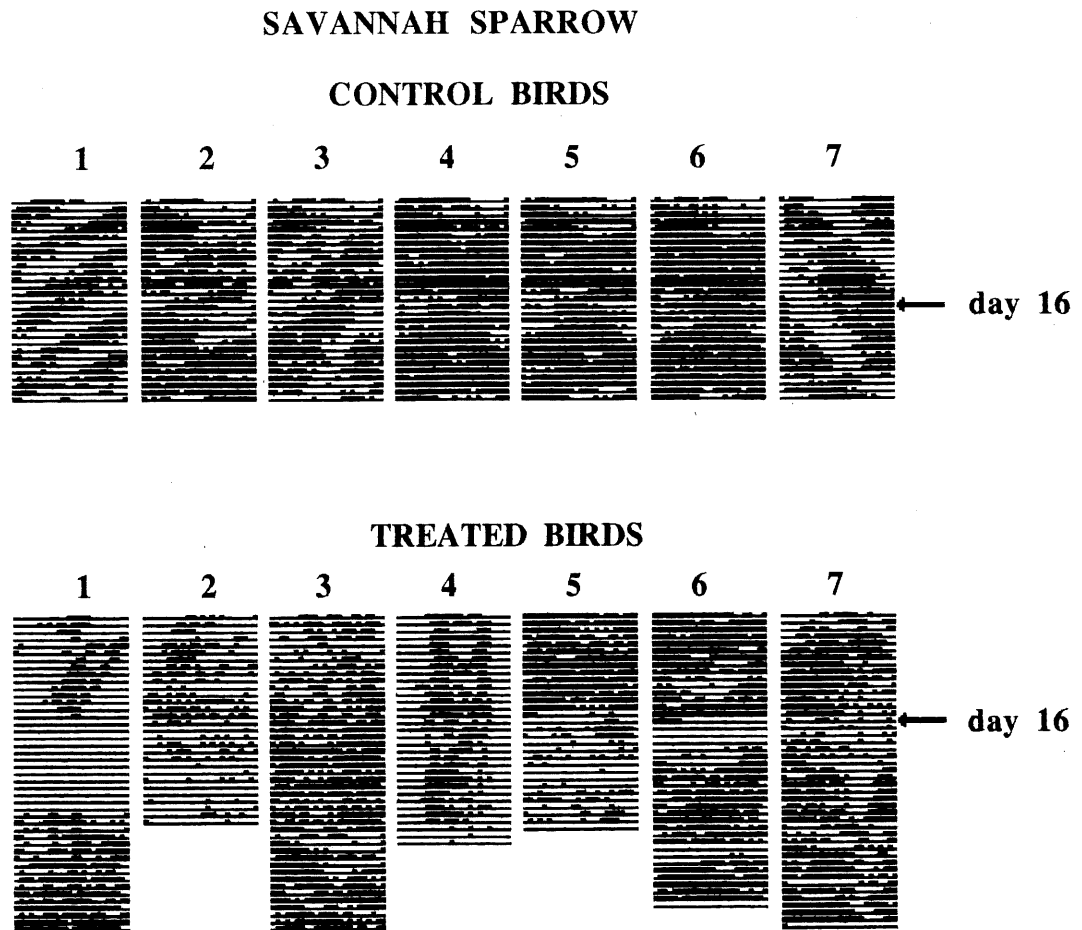 SAVANNAH SPARROW
CONTROL BIRDS
1 2 3 4 5 6 7
day 16
TREATED BIRDS
1 2 3 4 5 6 7
day 16